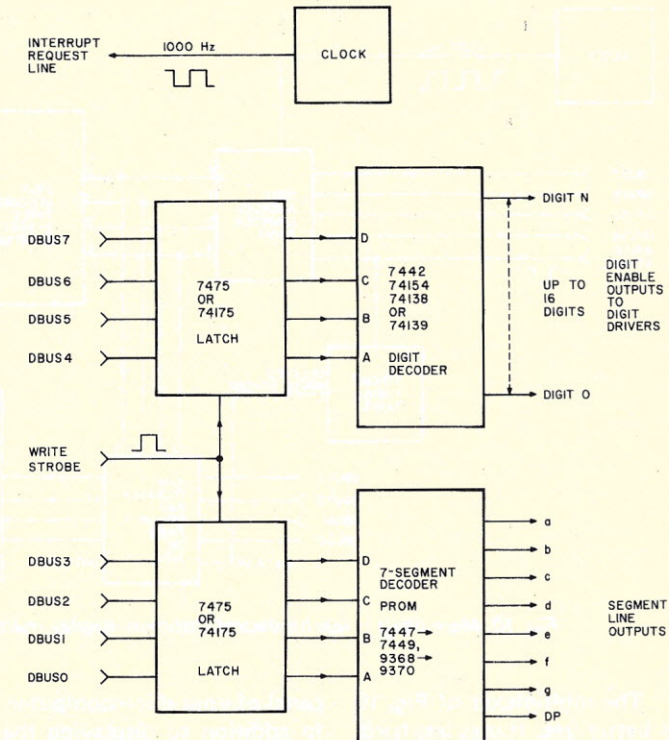 INTERRUPT
REQUEST
LINE
1000 Hz
CLOCK
DBUS7
DBUS6
DBUS5
DBUS4
7475
OR
74175
LATCH
D
C
B
A
7442
74154
74138
OR
74139
DIGIT
DECODER
DIGIT N
UP TO
16
DIGITS
DIGIT
ENABLE
OUTPUTS
TO
DIGIT
DRIVERS
DIGIT O
WRITE
STROBE
DBUS3
DBUS2
DBUS1
DBUSO
7475
OR
74175
LATCH
D
C
B
A
7-SEGMENT
DECODER
PROM
7447→
7449,
9368→
9370
a
b
c
d
e
f
g
DP
SEGMENT
LINE
OUTPUTS